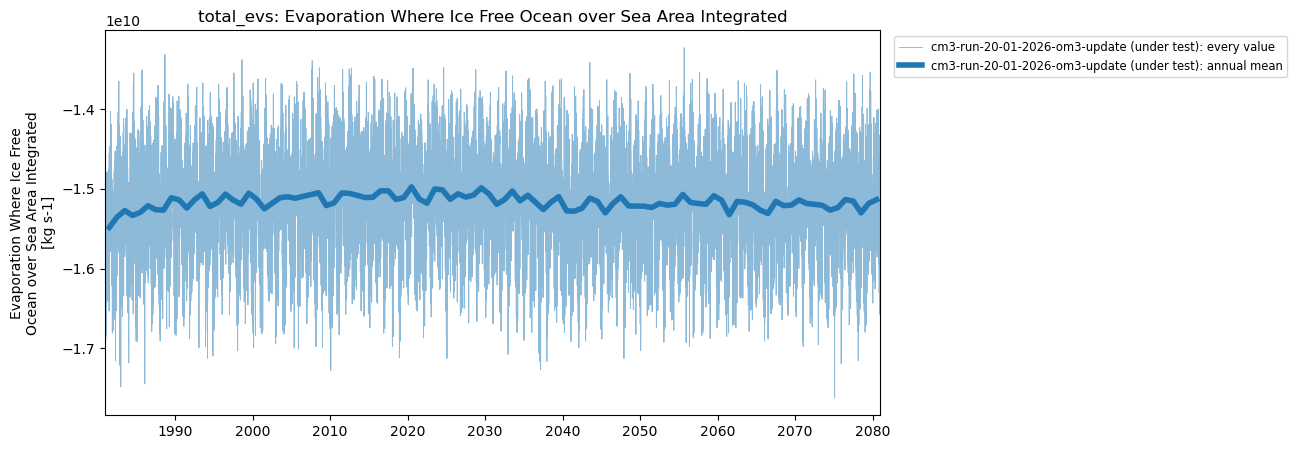 total_evs: Evaporation Where Ice Free Ocean over Sea Area Integrated
1e10
cm3-run-20-01-2026-om3-update (under test): every value
cm3-run-20-01-2026-om3-update (under test): annual mean
Evaporation Where Ice Free
Ocean over Sea Area Integrated
[kg s-1]
−1.4
−1.5
−1.6
−1.7
1990 2000 2010 2020 2030 2040 2050 2060 2070 2080